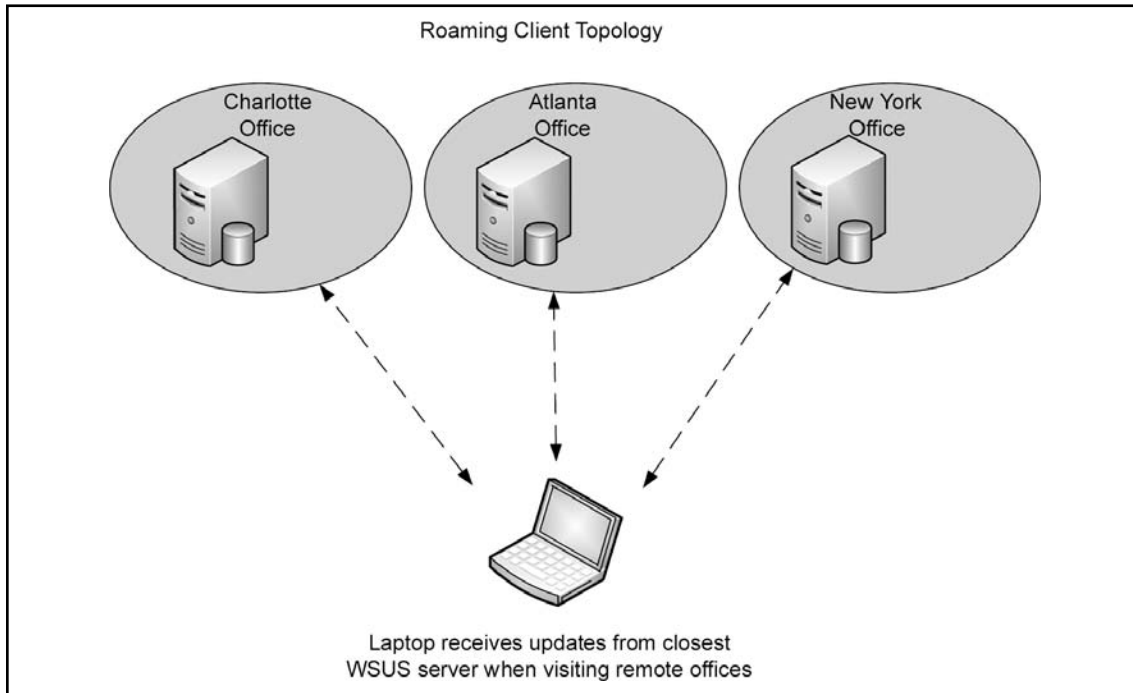 Roaming Client Topology
Charlotte
Office
Atlanta
Office
New York
Office
Laptop receives updates from closest
WSUS server when visiting remote offices